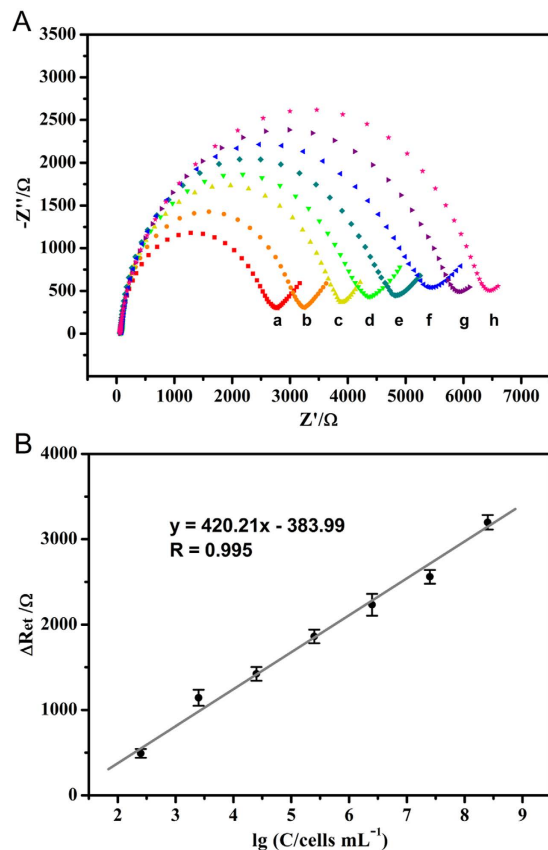 A
3500
3000
2500
2000
1500
1000
500
0
-Z''/Ω
a b c d e f g h
0 1000 2000 3000 4000 5000 6000 7000
Z'/Ω
B
4000
3000
2000
1000
0
ΔRet /Ω
y = 420.21x - 383.99
R = 0.995
2 3 4 5 6 7 8 9
lg (C/cells mL⁻¹)